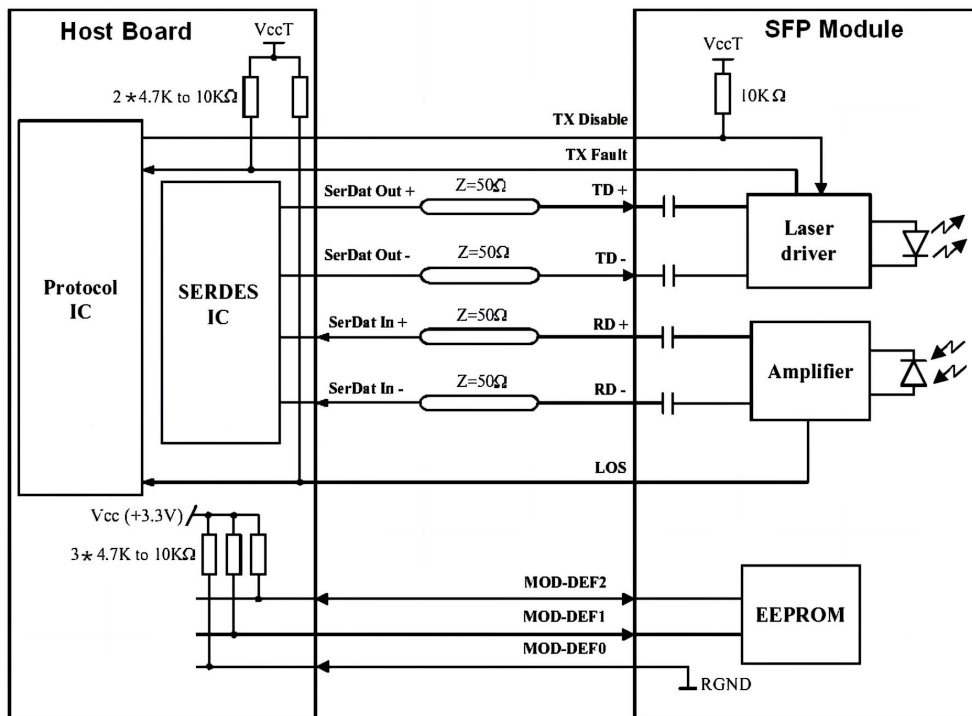 Host Board
SFP Module
VccT
VccT
2*4.7K to 10KΩ
10KΩ
TX Disable
TX Fault
SerDat Out +
Z=50Ω
TD +
Laser driver
SerDat Out -
Z=50Ω
TD -
Protocol IC
SERDES IC
SerDat In +
Z=50Ω
RD +
Amplifier
SerDat In -
Z=50Ω
RD -
LOS
Vcc (+3.3V)
3*4.7K to 10KΩ
MOD-DEF2
MOD-DEF1
MOD-DEF0
EEPROM
RGND